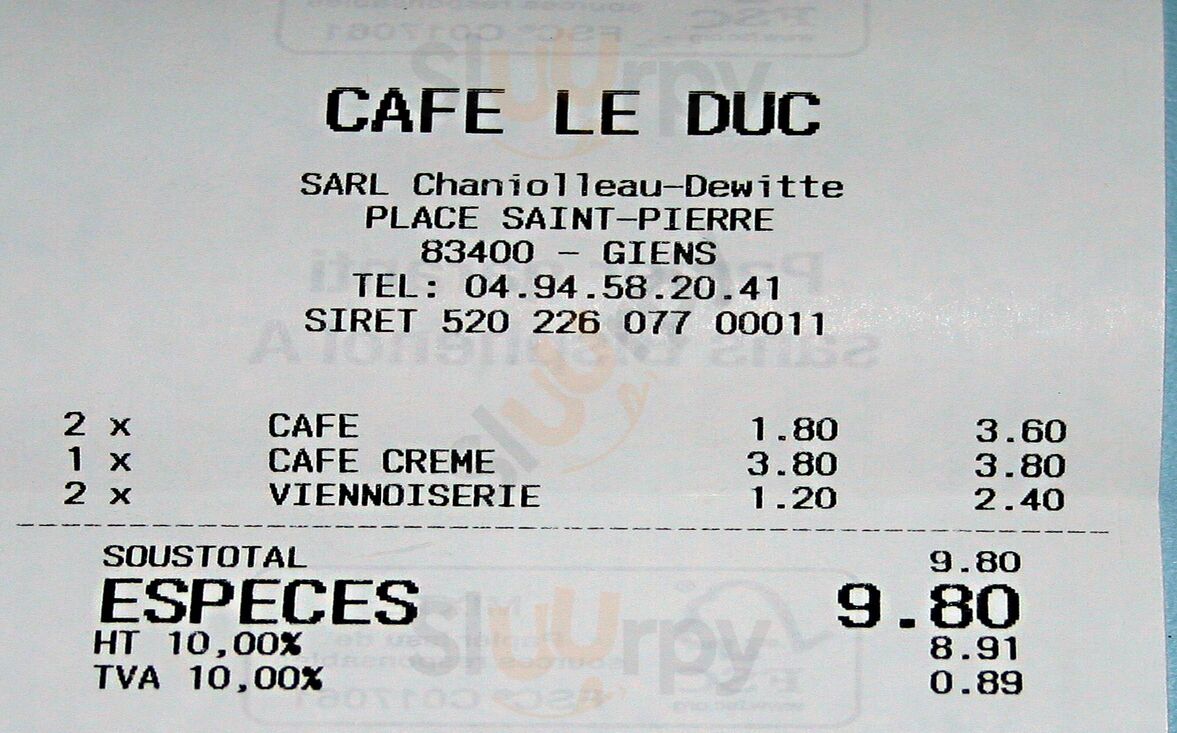 CAFE LE DUC
SARL Chaniolleau-Dewitte
PLACE SAINT-PIERRE
83400 - GIENS
TEL: 04.94.58.20.41
SIRET 520 226 077 00011
2 x CAFE 1.80 3.60
1 x CAFE CREME 3.80 3.80
2 x VIENNOISERIE 1.20 2.40
SOUSTOTAL 9.80
ESPECES 9.80
HT 10,00% 8.91
TVA 10,00% 0.89
Sluurpy
Sluurpy